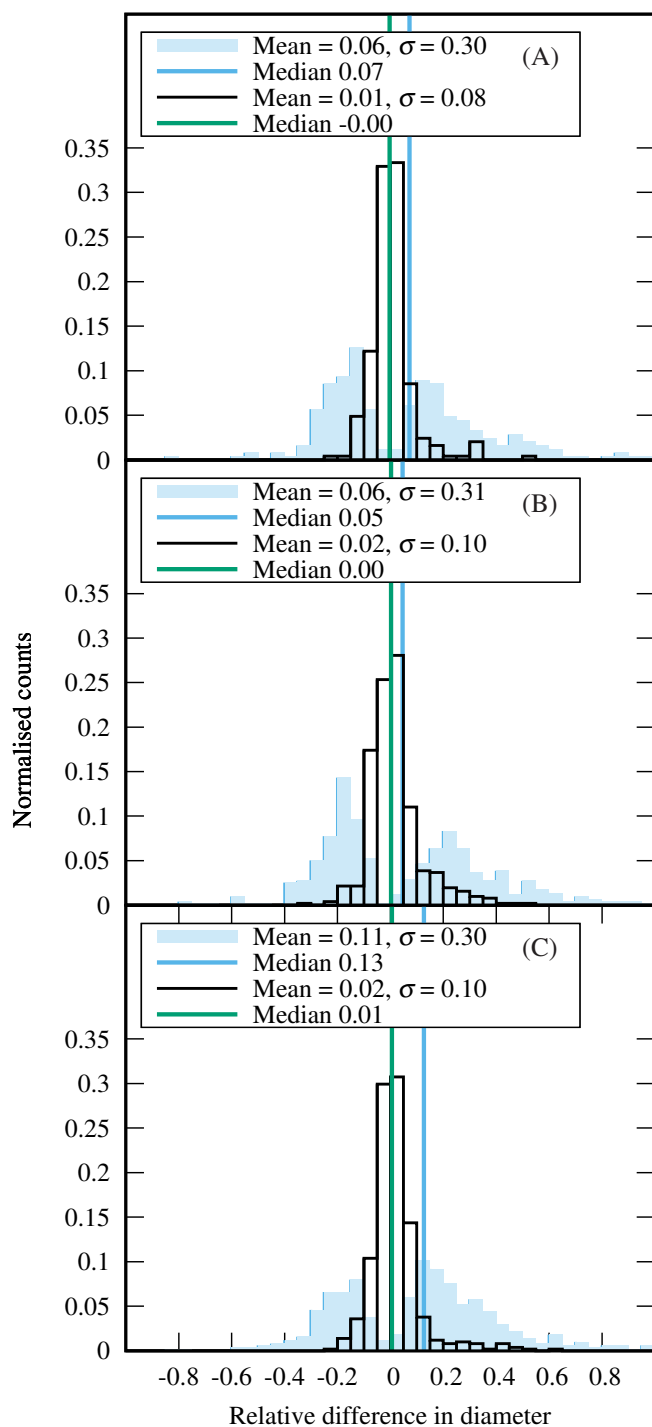 Mean = 0.06, σ = 0.30
(A)
Median 0.07
Mean = 0.01, σ = 0.08
Median -0.00
0.35
0.3
0.25
0.2
0.15
0.1
0.05
0
Mean = 0.06, σ = 0.31
(B)
Median 0.05
Mean = 0.02, σ = 0.10
Median 0.00
0.35
0.3
0.25
0.2
0.15
0.1
0.05
0
Normalised counts
Mean = 0.11, σ = 0.30
(C)
Median 0.13
Mean = 0.02, σ = 0.10
Median 0.01
0.35
0.3
0.25
0.2
0.15
0.1
0.05
0
-0.8 -0.6 -0.4 -0.2 0 0.2 0.4 0.6 0.8
Relative difference in diameter